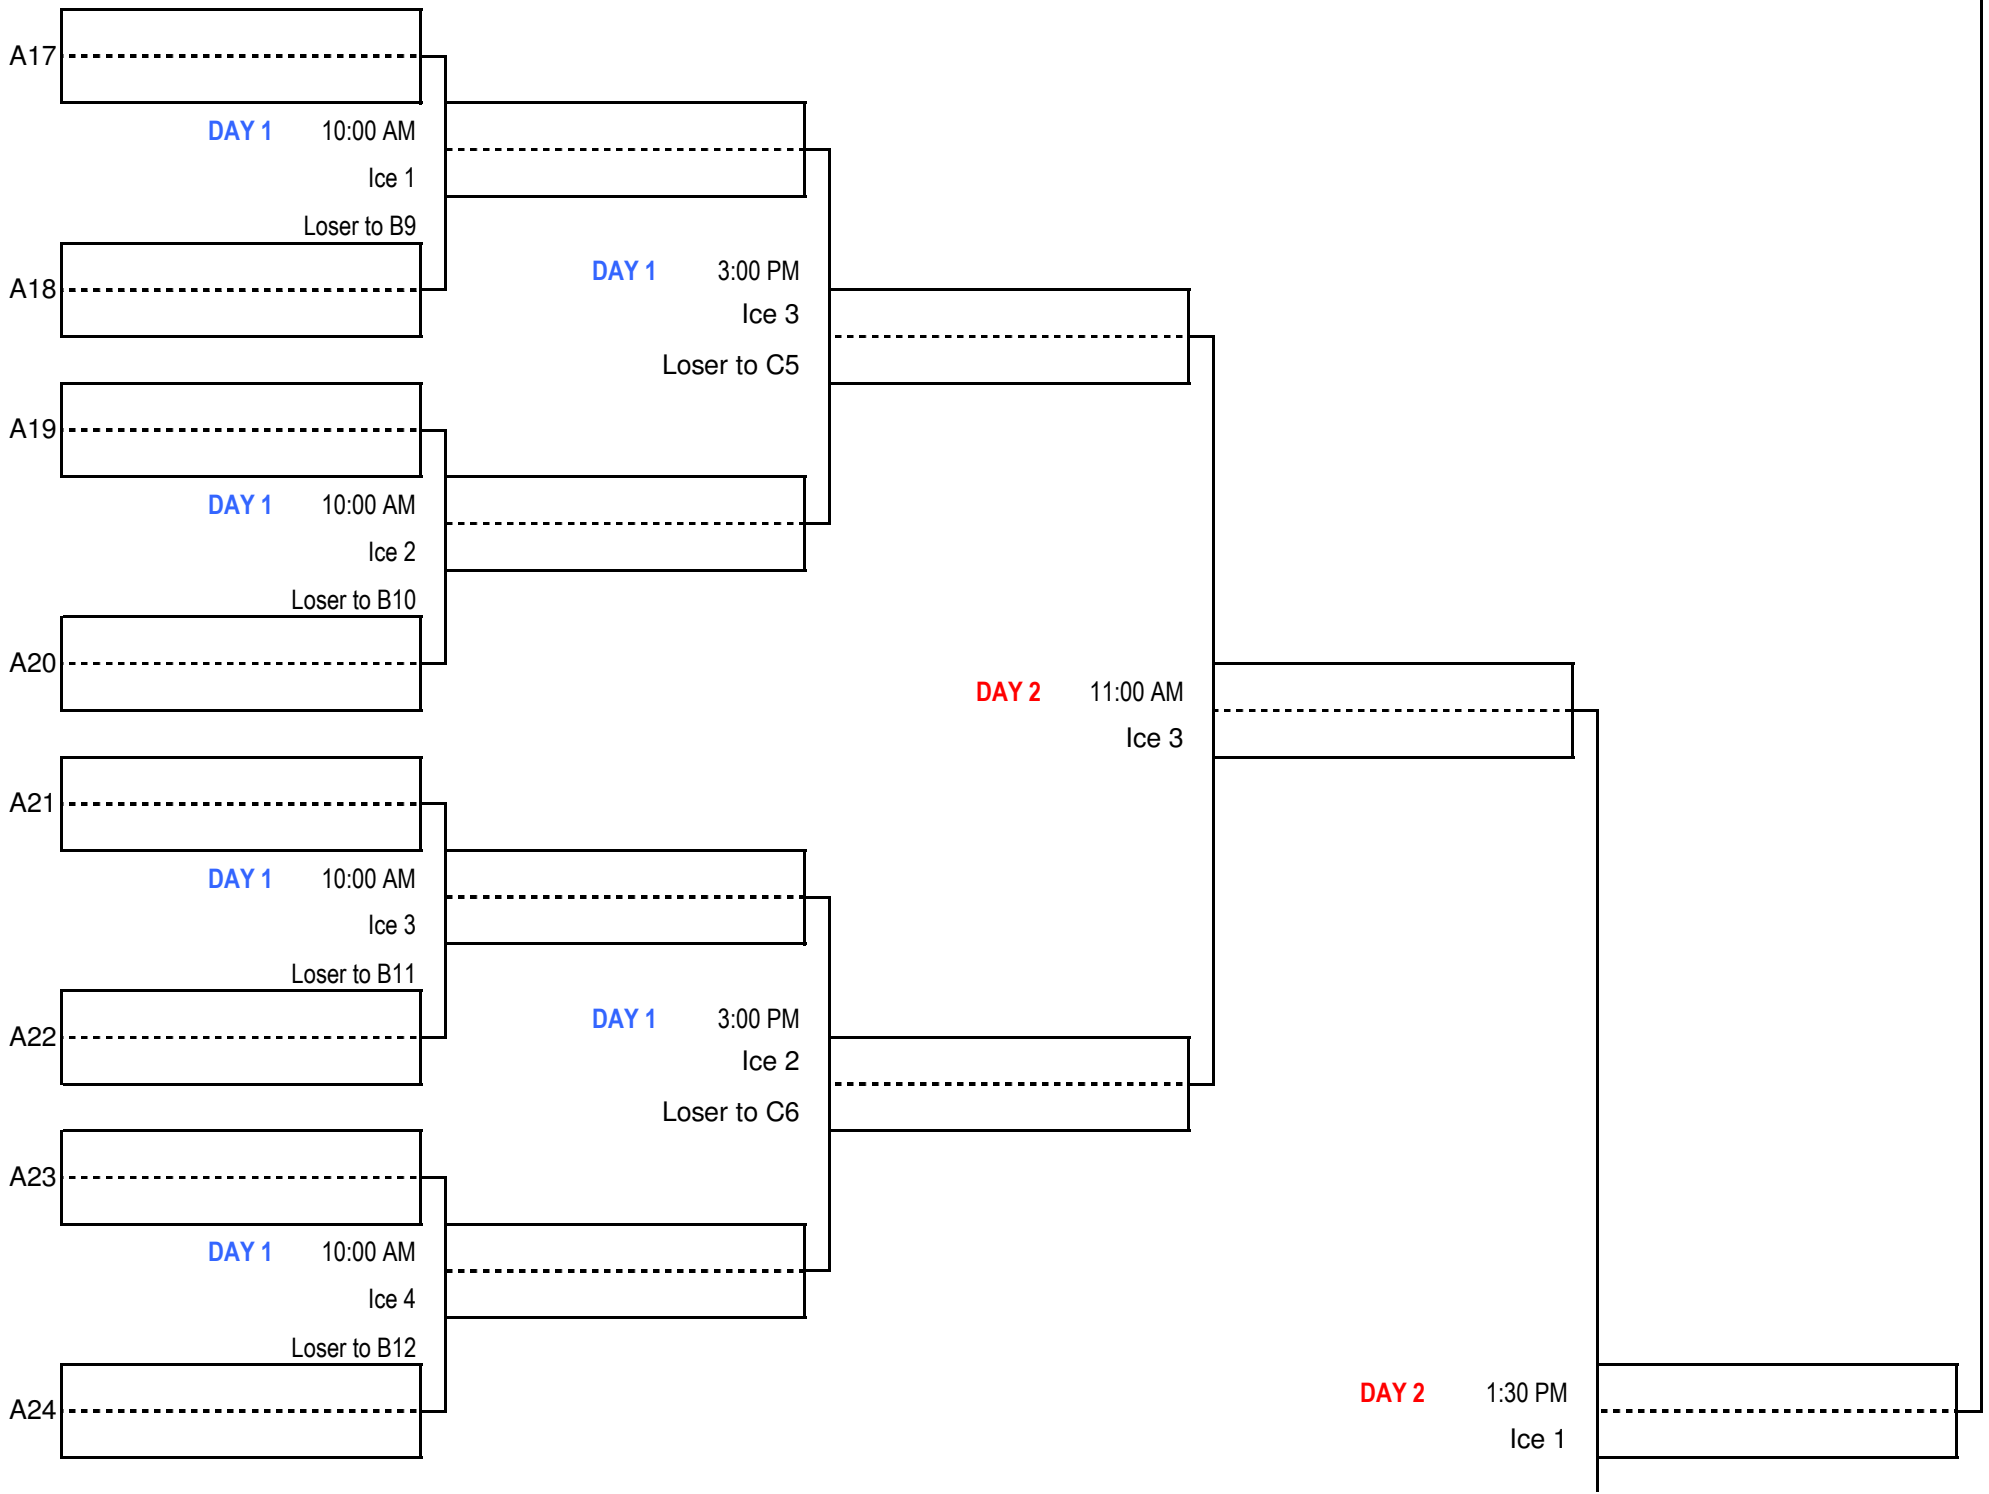 A17
DAY 1 10:00 AM
Ice 1
Loser to B9
A18
DAY 1 3:00 PM
Ice 3
Loser to C5
A19
DAY 1 10:00 AM
Ice 2
Loser to B10
A20
DAY 2 11:00 AM
Ice 3
A21
DAY 1 10:00 AM
Ice 3
Loser to B11
A22
DAY 1 3:00 PM
Ice 2
Loser to C6
A23
DAY 1 10:00 AM
Ice 4
Loser to B12
A24
DAY 2 1:30 PM
Ice 1